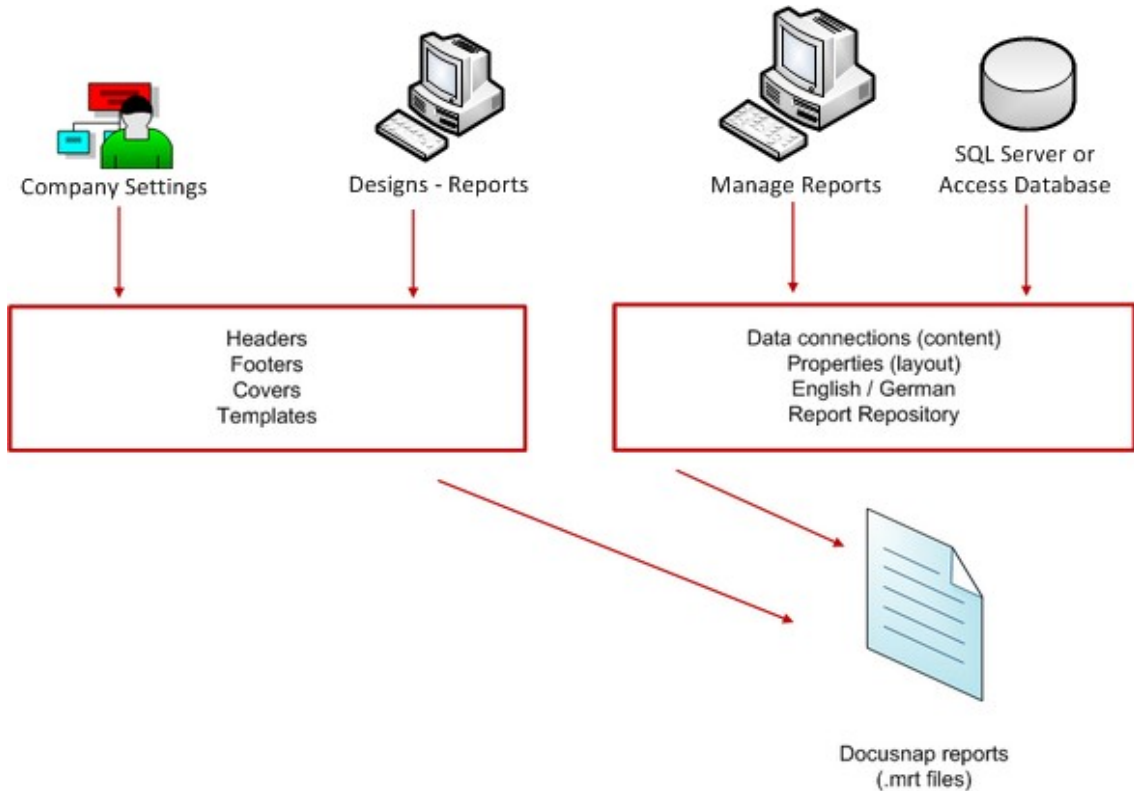 Company Settings
Designs - Reports
Manage Reports
SQL Server or
Access Database
Headers
Footers
Covers
Templates
Data connections (content)
Properties (layout)
English / German
Report Repository
Docusnap reports
(.mrt files)